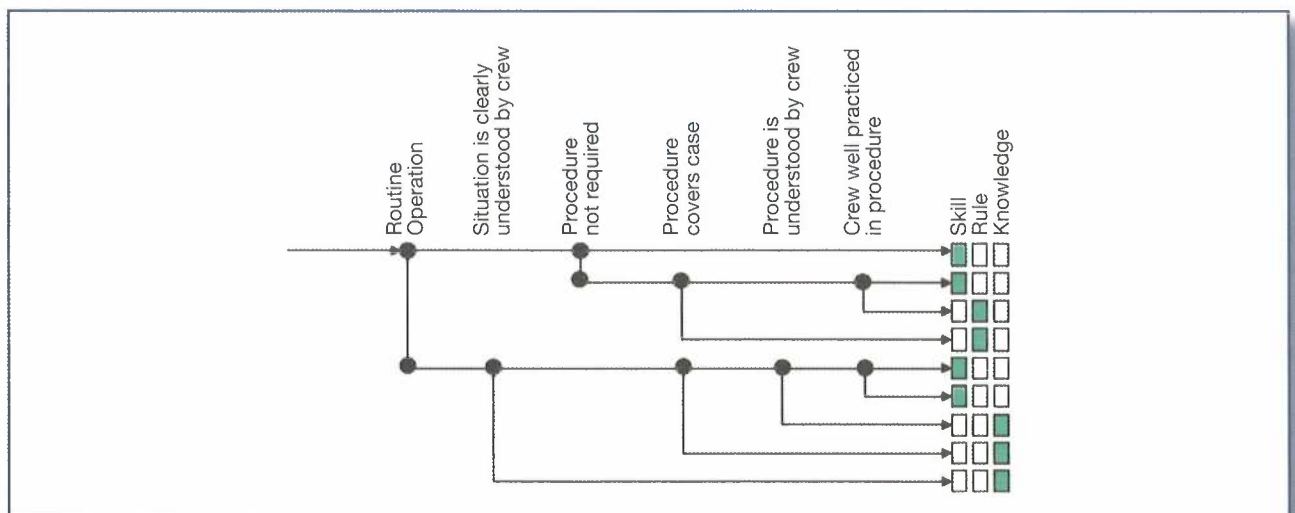 Routine
Operation
Situation is clearly
understood by crew
Procedure
not required
Procedure
covers case
Procedure is
understood by crew
Crew well practiced
in procedure
Skill
Rule
Knowledge